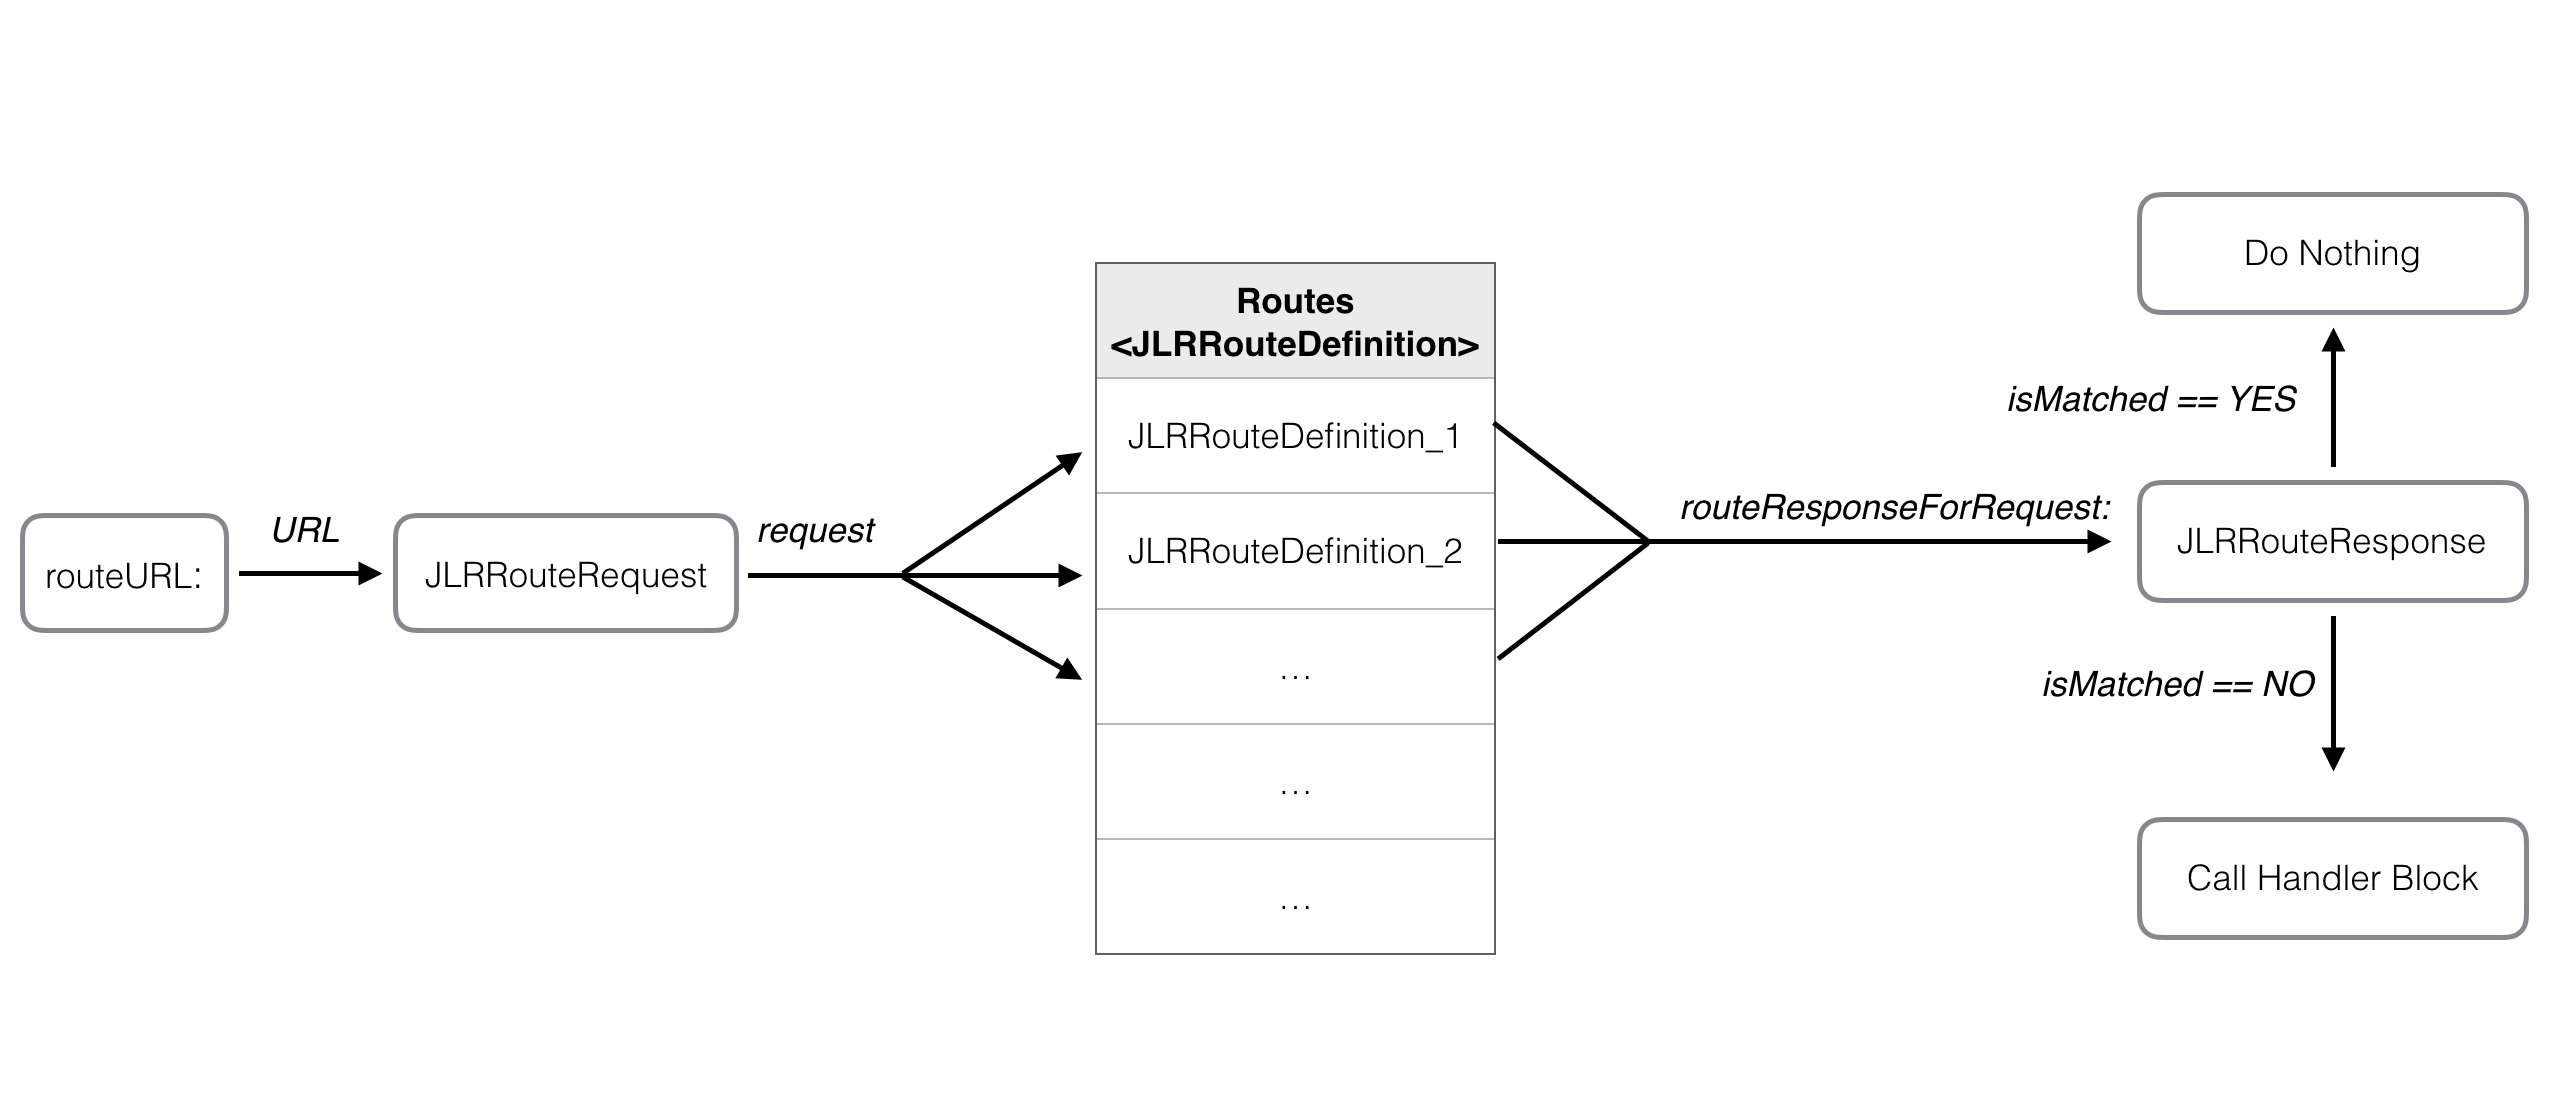 routeURL:
URL
JLRRouteRequest
request
Routes
<JLRRouteDefinition>
JLRRouteDefinition_1
JLRRouteDefinition_2
...
...
...
routeResponseForRequest:
Do Nothing
isMatched == YES
JLRRouteResponse
isMatched == NO
Call Handler Block